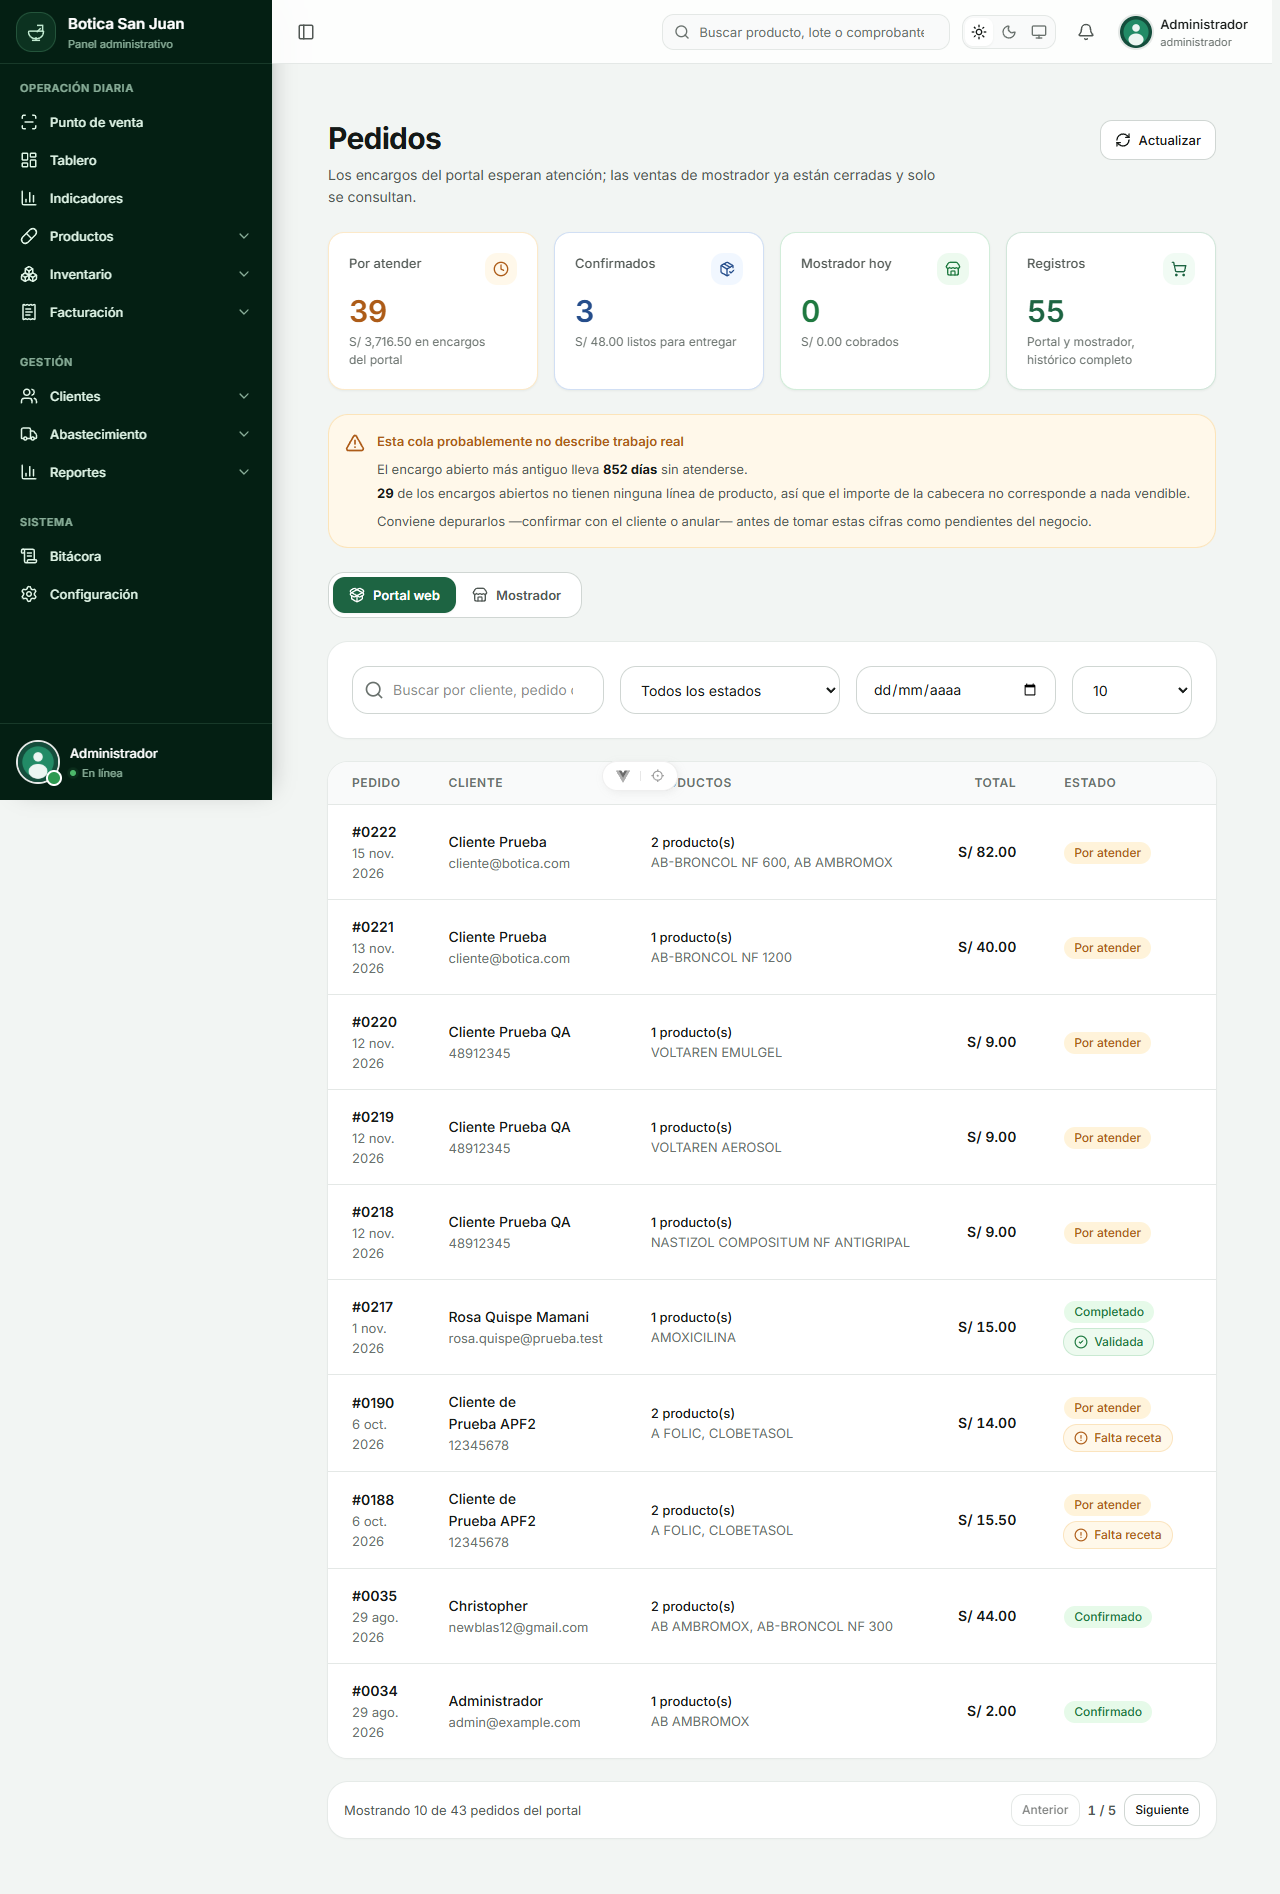 Botica San Juan
Panel administrativo
Buscar producto, lote o comprobante
Administrador
administrador
OPERACIÓN DIARIA
Punto de venta
Tablero
Indicadores
Productos
Inventario
Facturación
GESTIÓN
Clientes
Abastecimiento
Reportes
SISTEMA
Bitácora
Configuración
Administrador
En línea
Pedidos
Actualizar
Los encargos del portal esperan atención; las ventas de mostrador ya están cerradas y solo
se consultan.
Por atender
39
S/ 3,716.50 en encargos
del portal
Confirmados
3
S/ 48.00 listos para entregar
Mostrador hoy
0
S/ 0.00 cobrados
Registros
55
Portal y mostrador,
histórico completo
Esta cola probablemente no describe trabajo real
El encargo abierto más antiguo lleva 852 días sin atenderse.
29 de los encargos abiertos no tienen ninguna línea de producto, así que el importe de la cabecera no corresponde a nada vendible.
Conviene depurarlos —confirmar con el cliente o anular— antes de tomar estas cifras como pendientes del negocio.
Portal web
Mostrador
Buscar por cliente, pedido
Todos los estados
dd/mm/aaaa
10
PEDIDO CLIENTE DUCTOS TOTAL ESTADO
#0222
15 nov.
2026
Cliente Prueba
cliente@botica.com
2 producto(s)
AB-BRONCOL NF 600, AB AMBROMOX
S/ 82.00
Por atender
#0221
13 nov.
2026
Cliente Prueba
cliente@botica.com
1 producto(s)
AB-BRONCOL NF 1200
S/ 40.00
Por atender
#0220
12 nov.
2026
Cliente Prueba QA
48912345
1 producto(s)
VOLTAREN EMULGEL
S/ 9.00
Por atender
#0219
12 nov.
2026
Cliente Prueba QA
48912345
1 producto(s)
VOLTAREN AEROSOL
S/ 9.00
Por atender
#0218
12 nov.
2026
Cliente Prueba QA
48912345
1 producto(s)
NASTIZOL COMPOSITUM NF ANTIGRIPAL
S/ 9.00
Por atender
#0217
1 nov.
2026
Rosa Quispe Mamani
rosa.quispe@prueba.test
1 producto(s)
AMOXICILINA
S/ 15.00
Completado
Validada
#0190
6 oct.
2026
Cliente de
Prueba APF2
12345678
2 producto(s)
A FOLIC, CLOBETASOL
S/ 14.00
Por atender
Falta receta
#0188
6 oct.
2026
Cliente de
Prueba APF2
12345678
2 producto(s)
A FOLIC, CLOBETASOL
S/ 15.50
Por atender
Falta receta
#0035
29 ago.
2026
Christopher
newblas12@gmail.com
2 producto(s)
AB AMBROMOX, AB-BRONCOL NF 300
S/ 44.00
Confirmado
#0034
29 ago.
2026
Administrador
admin@example.com
1 producto(s)
AB AMBROMOX
S/ 2.00
Confirmado
Mostrando 10 de 43 pedidos del portal
Anterior 1 / 5 Siguiente